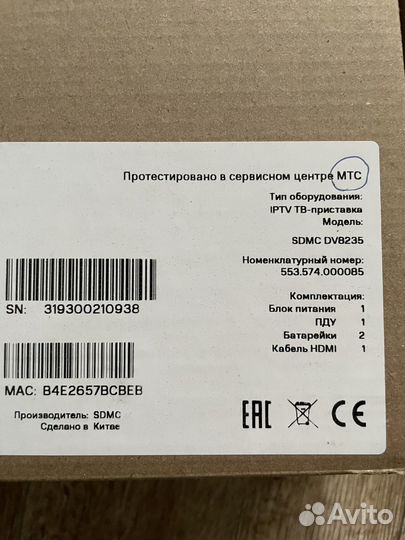 Протестировано в сервисном центре МТС
Тип оборудования:
IPTV ТВ-приставка
Модель:
SDMC DV8235
Номенклатурный номер:
553.574.000085
Комплектация:
Блок питания 1
ПДУ 1
Батарейки 2
Кабель HDMI 1
SN: 319300210938
MAC: B4E2657BCBEB
Производитель: SDMC
Сделано в Китае
EAC CE
Avito